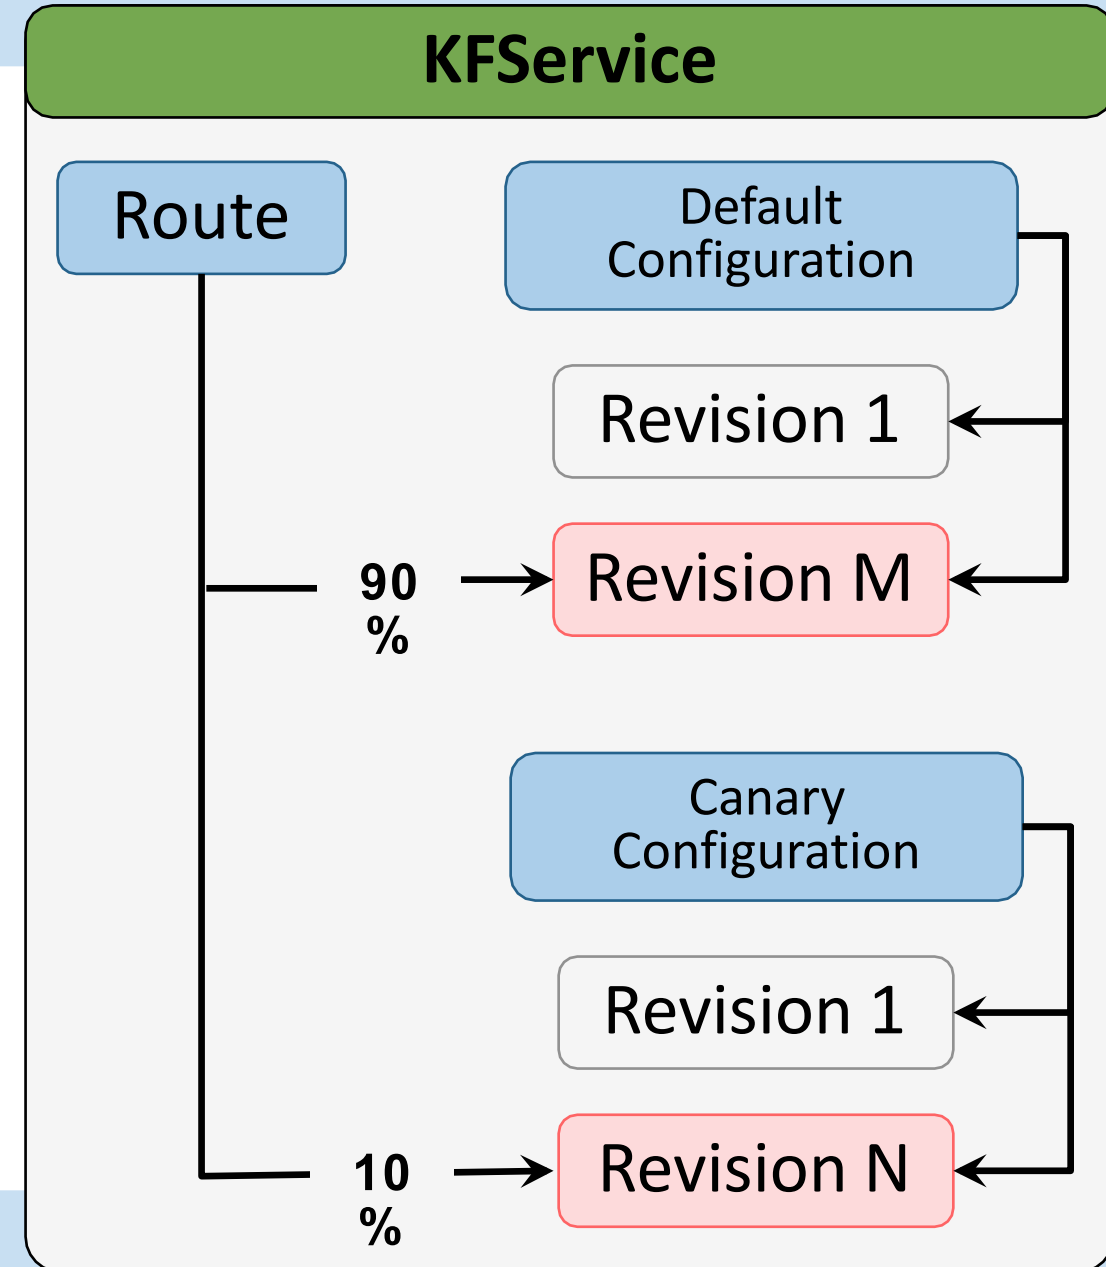 KFService
Route
Default
Configuration
Revision 1
90
%
Revision M
Canary
Configuration
Revision 1
10
%
Revision N